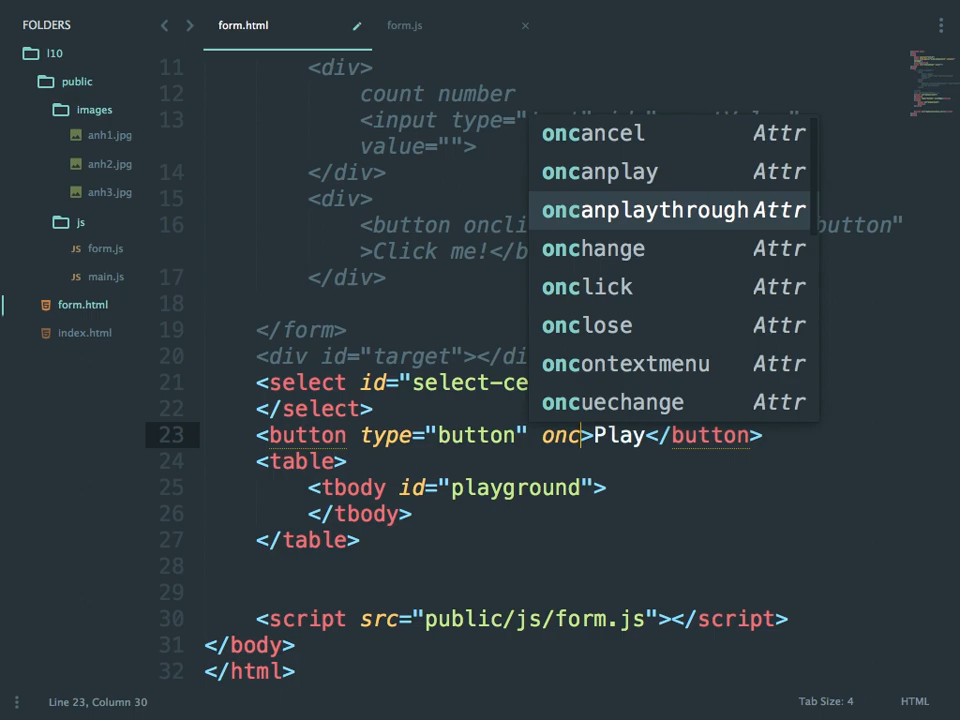 FOLDERS
l10
public
images
anh1.jpg
anh2.jpg
anh3.jpg
js
JS form.js
JS main.js
form.html
index.html
form.html
form.js
11 <div>
12 count number
13 <input type="
value="">
14 </div>
15 <div>
16 <button oncli button"
>Click me!</b
17 </div>
18
19 </form>
20 <div id="target"></di
21 <select id="select-ce
22 </select>
23 <button type="button" onc>Play</button>
24 <table>
25 <tbody id="playground">
26 </tbody>
27 </table>
28
29
30 <script src="public/js/form.js"></script>
31 </body>
32 </html>
oncancel Attr
oncanplay Attr
oncanplaythrough Attr
onchange Attr
onclick Attr
onclose Attr
oncontextmenu Attr
oncuechange Attr
Line 23, Column 30
Tab Size: 4
HTML